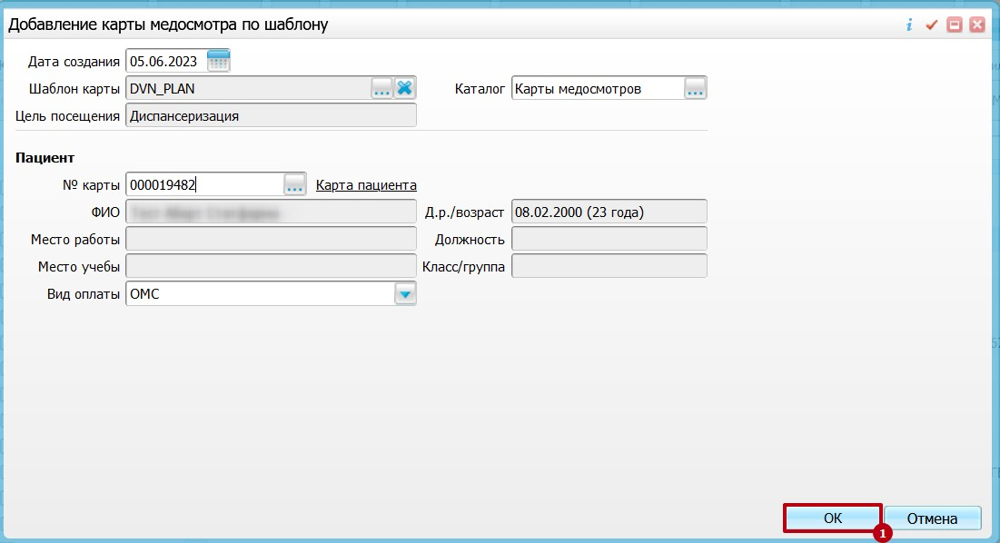 Добавление карты медосмотра по шаблону
Дата создания 05.06.2023
Шаблон карты DVN_PLAN ... Каталог Карты медосмотров ...
Цель посещения Диспансеризация
Пациент
№ карты 000019482 ... Карта пациента
ФИО Д.р./возраст 08.02.2000 (23 года)
Место работы Должность
Место учебы Класс/группа
Вид оплаты ОМС
ОК Отмена
1